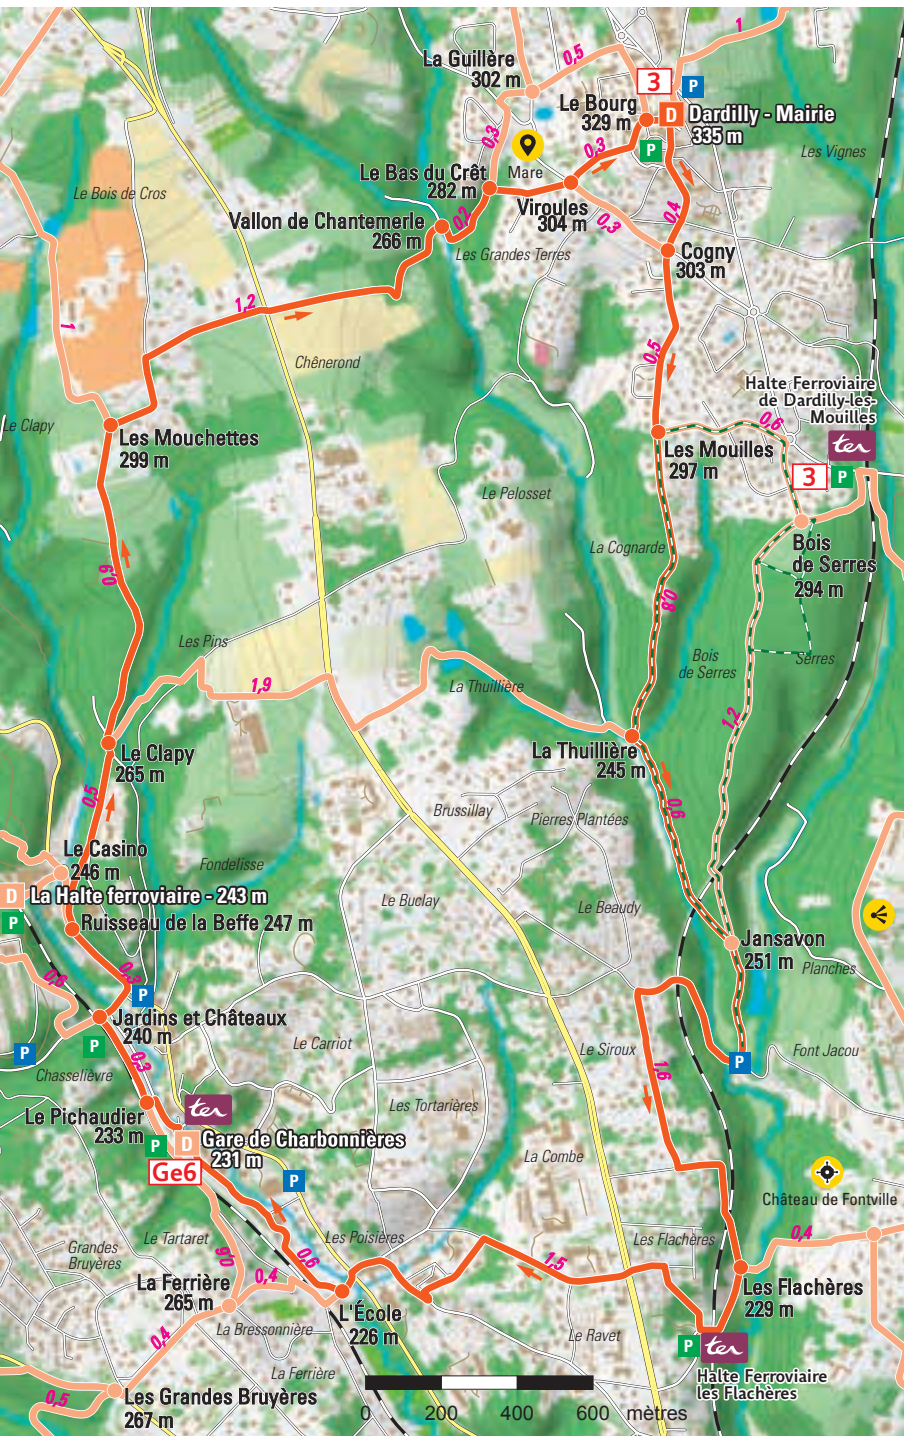 1
La Guillère
302 m
0,5
3
P
Le Bourg
329 m
D
Dardilly - Mairie
335 m
P
0,3
Mare
0,3
Les Vignes
Le Bois de Cros
Le Bas du Crêt
282 m
Viroules
304 m
0,4
0,3
Vallon de Chantemerle
266 m
0,2
Les Grandes Terres
Cogny
303 m
1,2
1
0,5
Chênerond
Halte Ferroviaire
de Dardilly-les-
Mouilles
Le Clapy
Les Mouchettes
299 m
0,6
Les Mouilles
297 m
ter
3
P
Le Pelosset
La Cognarde
Bois
de Serres
294 m
0,9
0,8
Les Pins
Bois
de Serres
Serres
1,9
La Thuillière
1,2
Le Clapy
265 m
La Thuillière
245 m
0,5
Brussillay
Pierres Plantées
0,6
Le Casino
246 m
Fondelisse
D
La Halte ferroviaire - 243 m
P
Le Buclay
Le Beaudy
Ruisseau de la Beffe 247 m
Jansavon
251 m
Planches
0,3
P
Jardins et Châteaux
240 m
P
P
Le Carriot
Le Siroux
P
Font Jacou
0,3
Chasselièvre
1,6
ter
Les Tortarières
Le Pichaudier
233 m
P
D
Gare de Charbonnières
231 m
Ge6
P
La Combe
Château de Fontville
Le Tartaret
Les Poisières
Les Flachères
0,4
Grandes
Bruyères
0,6
1,5
La Ferrière
265 m
0,4
Les Flachères
229 m
L'École
226 m
0,4
La Bressonnière
Le Ravet
P
ter
La Ferrière
Halte Ferroviaire
les Flachères
Les Grandes Bruyères
267 m
0,5
0 200 400 600 mètres